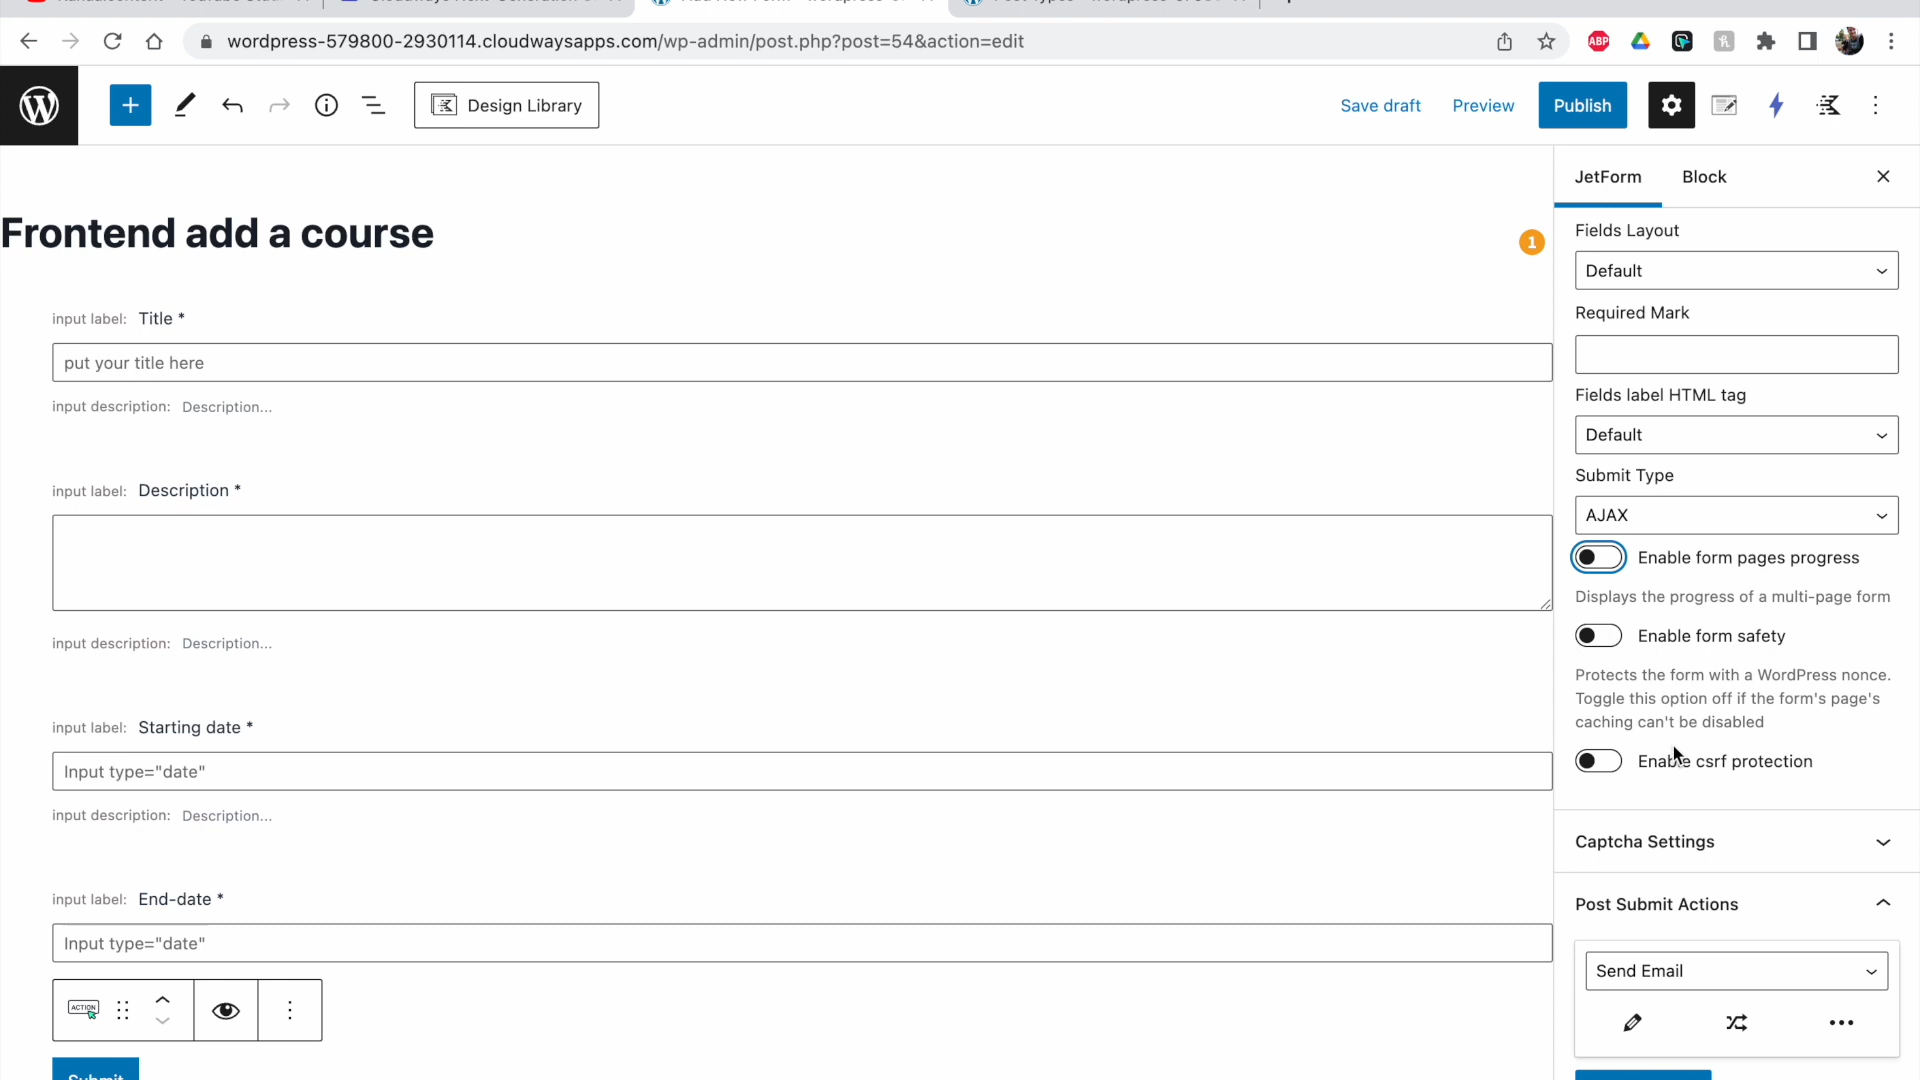 wordpress-579800-2930114.cloudwaysapps.com/wp-admin/post.php?post=54&action=edit
ABP
Design Library
Save draft
Preview
Publish
JetForm
Block
Frontend add a course
1
Fields Layout
Default
Required Mark
Fields label HTML tag
Default
Submit Type
AJAX
Enable form pages progress
Displays the progress of a multi-page form
Enable form safety
Protects the form with a WordPress nonce.
Toggle this option off if the form's page's
caching can't be disabled
Enable csrf protection
Captcha Settings
Post Submit Actions
Send Email
input label: Title *
put your title here
input description: Description...
input label: Description *
input description: Description...
input label: Starting date *
Input type="date"
input description: Description...
input label: End-date *
Input type="date"
ACTION
Submit